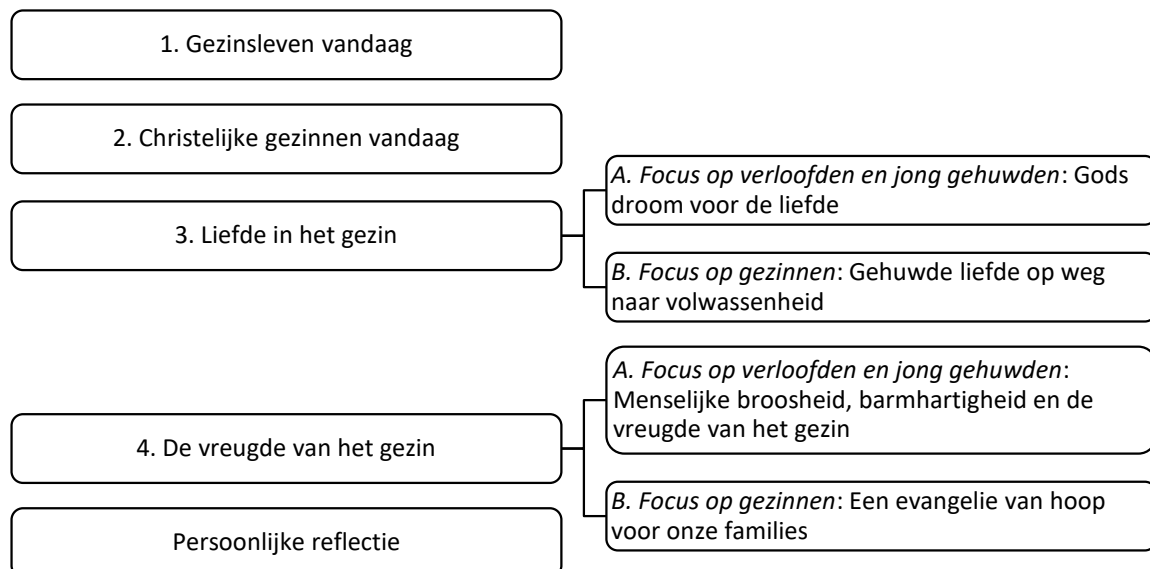 1. Gezinsleven vandaag
2. Christelijke gezinnen vandaag
3. Liefde in het gezin
A. Focus op verloofden en jong gehuwden: Gods
droom voor de liefde
B. Focus op gezinnen: Gehuwde liefde op weg
naar volwassenheid
4. De vreugde van het gezin
A. Focus op verloofden en jong gehuwden:
Menselijke broosheid, barmhartigheid en de
vreugde van het gezin
B. Focus op gezinnen: Een evangelie van hoop
voor onze families
Persoonlijke reflectie